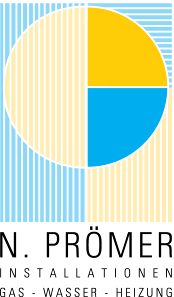 N. PRÖMER
INSTALLATIONEN
GAS - WASSER - HEIZUNG